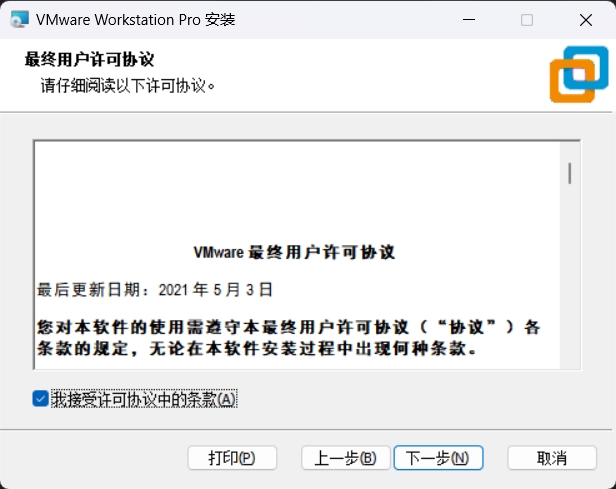 VMware Workstation Pro 安装
最终用户许可协议
请仔细阅读以下许可协议。
VMware 最终用户许可协议
最后更新日期：2021 年 5 月 3 日
您对本软件的使用需遵守本最终用户许可协议（“协议”）各
条款的规定，无论在本软件安装过程中出现何种条款。
我接受许可协议中的条款(A)
打印(P) 上一步(B) 下一步(N) 取消